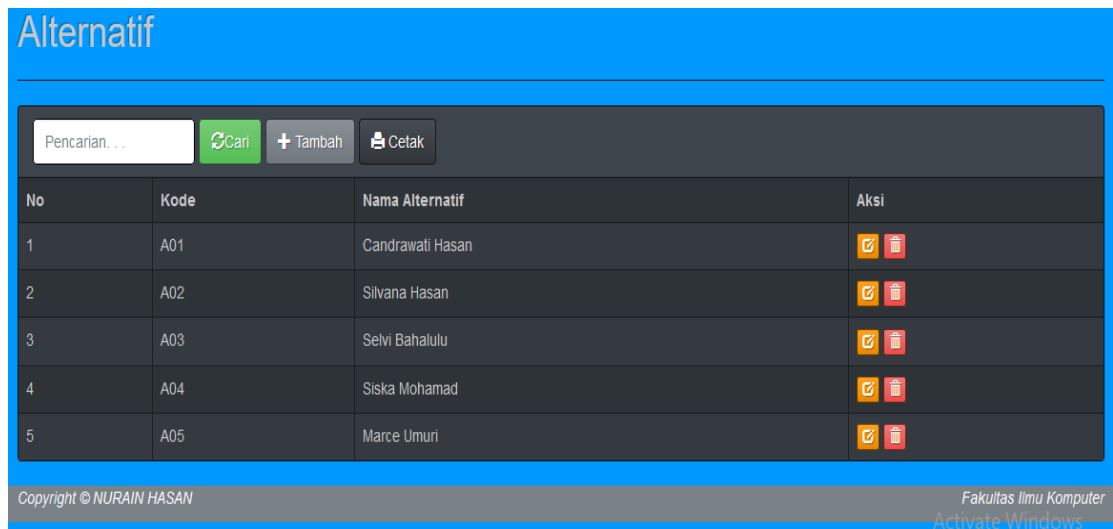 Alternatif
Pencarian. . . Cari Tambah Cetak
No Kode Nama Alternatif Aksi
1 A01 Candrawati Hasan
2 A02 Silvana Hasan
3 A03 Selvi Bahalulu
4 A04 Siska Mohamad
5 A05 Marce Umuri
Copyright © NURAIN HASAN Fakultas Ilmu Komputer
Activate Windows